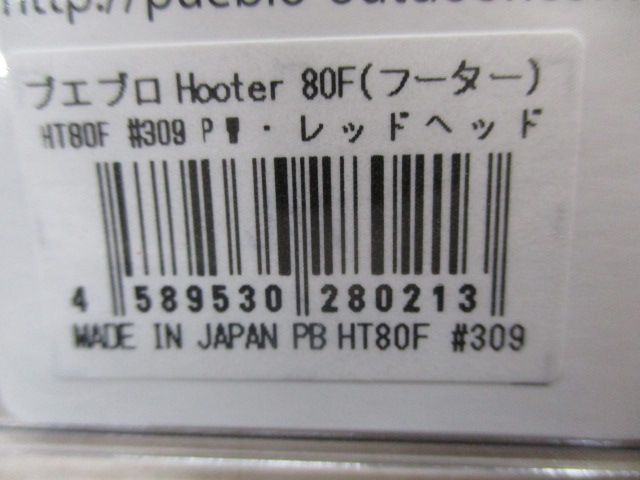 プエブロ Hooter 80F(フーター)
HT80F #309 P ・レッドヘッド
4 589530 280213
MADE IN JAPAN PB HT80F #309